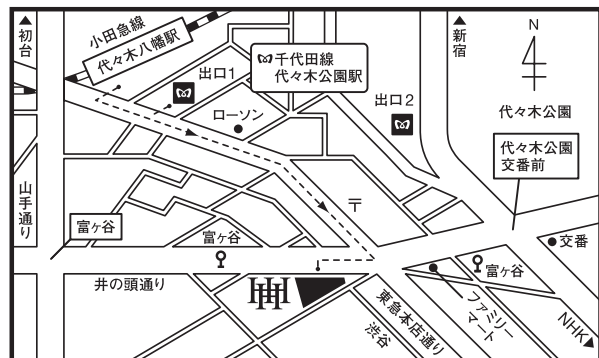 ▲初台
小田急線
代々木八幡駅
出口1
千代田線
代々木公園駅
ローソン
出口2
▲新宿
N
代々木公園
代々木公園
交番前
交番
山手通り
富ヶ谷
富ヶ谷
〒
井の頭通り
HH
東急本店通り
渋谷
ファミリー
マート
富ヶ谷
NHK▶